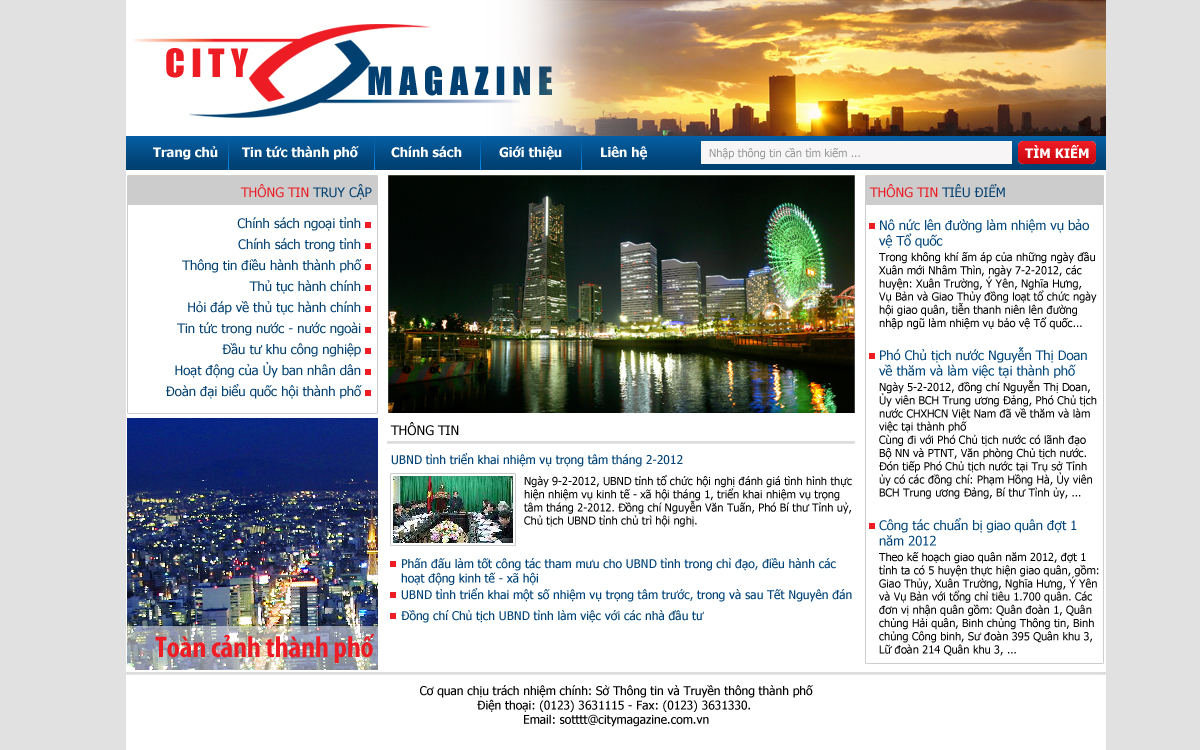 CITY MAGAZINE
Trang chủ
Tin tức thành phố
Chính sách
Giới thiệu
Liên hệ
Nhập thông tin cần tìm kiếm ...
TÌM KIẾM
THÔNG TIN TRUY CẬP
Chính sách ngoại tỉnh
Chính sách trong tỉnh
Thông tin điều hành thành phố
Thủ tục hành chính
Hỏi đáp về thủ tục hành chính
Tin tức trong nước - nước ngoài
Đầu tư khu công nghiệp
Hoạt động của Ủy ban nhân dân
Đoàn đại biểu quốc hội thành phố
Toàn cảnh thành phố
THÔNG TIN
UBND tỉnh triển khai nhiệm vụ trọng tâm tháng 2-2012
Ngày 9-2-2012, UBND tỉnh tổ chức hội nghị đánh giá tình hình thực
hiện nhiệm vụ kinh tế - xã hội tháng 1, triển khai nhiệm vụ trọng
tâm tháng 2-2012. Đồng chí Nguyễn Văn Tuấn, Phó Bí thư Tỉnh uỷ,
Chủ tịch UBND tỉnh chủ trì hội nghị.
Phấn đấu làm tốt công tác tham mưu cho UBND tỉnh trong chỉ đạo, điều hành các
hoạt động kinh tế - xã hội
UBND tỉnh triển khai một số nhiệm vụ trọng tâm trước, trong và sau Tết Nguyên đán
Đồng chí Chủ tịch UBND tỉnh làm việc với các nhà đầu tư
THÔNG TIN TIÊU ĐIỂM
Nô nức lên đường làm nhiệm vụ bảo
vệ Tổ quốc
Trong không khí ấm áp của những ngày đầu
Xuân mới Nhâm Thìn, ngày 7-2-2012, các
huyện: Xuân Trường, Ý Yên, Nghĩa Hưng,
Vụ Bản và Giao Thủy đồng loạt tổ chức ngày
hội giao quân, tiễn thanh niên lên đường
nhập ngũ làm nhiệm vụ bảo vệ Tổ quốc...
Phó Chủ tịch nước Nguyễn Thị Doan
về thăm và làm việc tại thành phố
Ngày 5-2-2012, đồng chí Nguyễn Thị Doan,
Ủy viên BCH Trung ương Đảng, Phó Chủ tịch
nước CHXHCN Việt Nam đã về thăm và làm
việc tại thành phố
Cùng đi với Phó Chủ tịch nước có lãnh đạo
Bộ NN và PTNT, Văn phòng Chủ tịch nước.
Đón tiếp Phó Chủ tịch nước tại Trụ sở Tỉnh
ủy có các đồng chí: Phạm Hồng Hà, Ủy viên
BCH Trung ương Đảng, Bí thư Tỉnh ủy, ...
Công tác chuẩn bị giao quân đợt 1
năm 2012
Theo kế hoạch giao quân năm 2012, đợt 1
tỉnh ta có 5 huyện thực hiện giao quân, gồm:
Giao Thủy, Xuân Trường, Nghĩa Hưng, Ý Yên
và Vụ Bản với tổng chỉ tiêu 1.700 quân. Các
đơn vị nhận quân gồm: Quân đoàn 1, Quân
chủng Hải quân, Binh chủng Thông tin, Binh
chủng Công binh, Sư đoàn 395 Quân khu 3,
Lữ đoàn 214 Quân khu 3, ...
Cơ quan chịu trách nhiệm chính: Sở Thông tin và Truyền thông thành phố
Điện thoại: (0123) 3631115 - Fax: (0123) 3631330.
Email: sotttt@citymagazine.com.vn